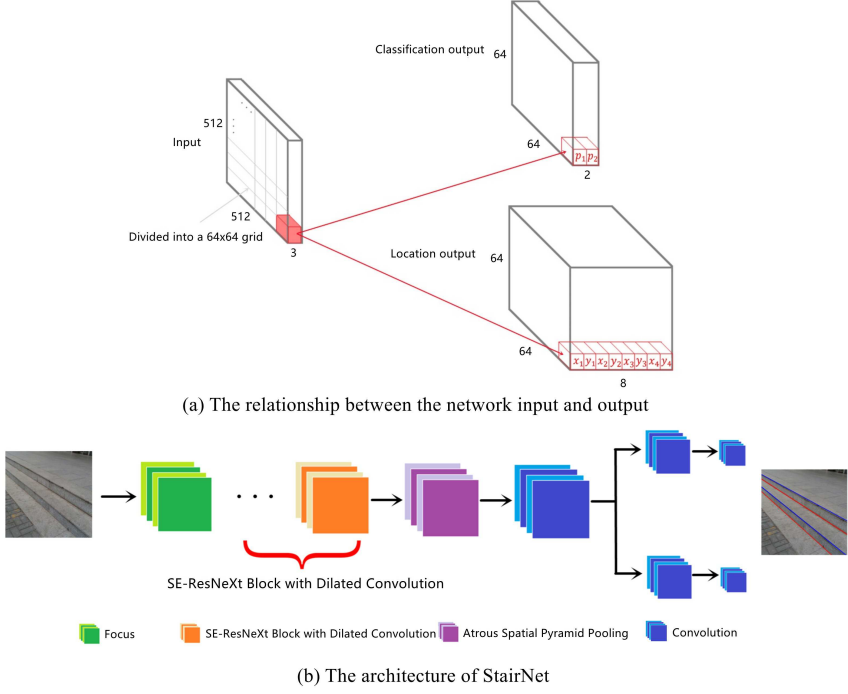 Classification output
64
64
p1 p2
2
512
Input
512
Divided into a 64x64 grid
3
Location output
64
64
x1 y1 x2 y2 x3 y3 x4 y4
8
(a) The relationship between the network input and output
SE-ResNeXt Block with Dilated Convolution
Focus
SE-ResNeXt Block with Dilated Convolution
Atrous Spatial Pyramid Pooling
Convolution
(b) The architecture of StairNet